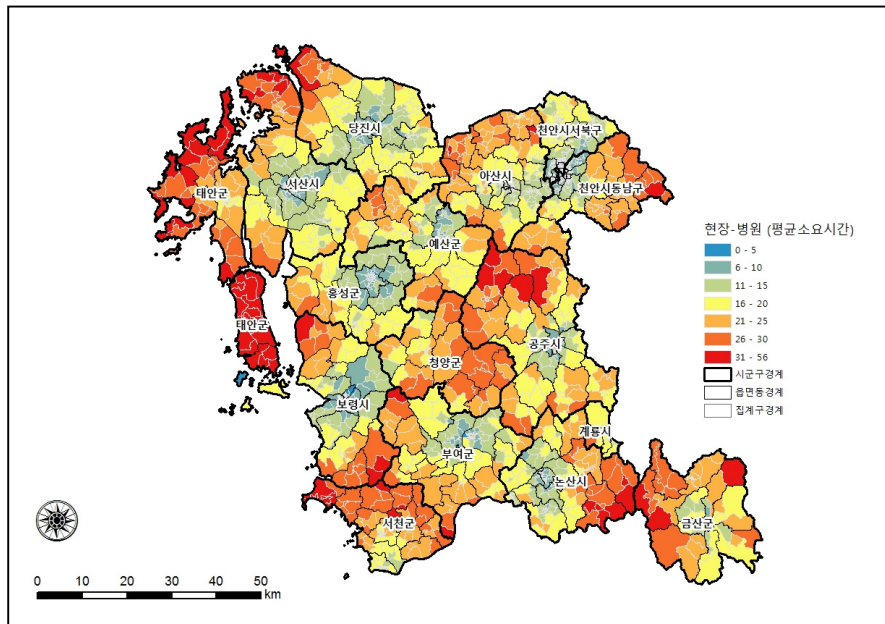 당진시
천안시서북구
아산시
천안시동남구
서산시
태안군
예산군
홍성군
태안군
공주시
청양군
보령시
계룡시
부여군
논산시
서천군
금산군
현장-병원 (평균소요시간)
0 - 5
6 - 10
11 - 15
16 - 20
21 - 25
26 - 30
31 - 56
시군구경계
읍면동경계
집계구경계
0 10 20 30 40 50
km